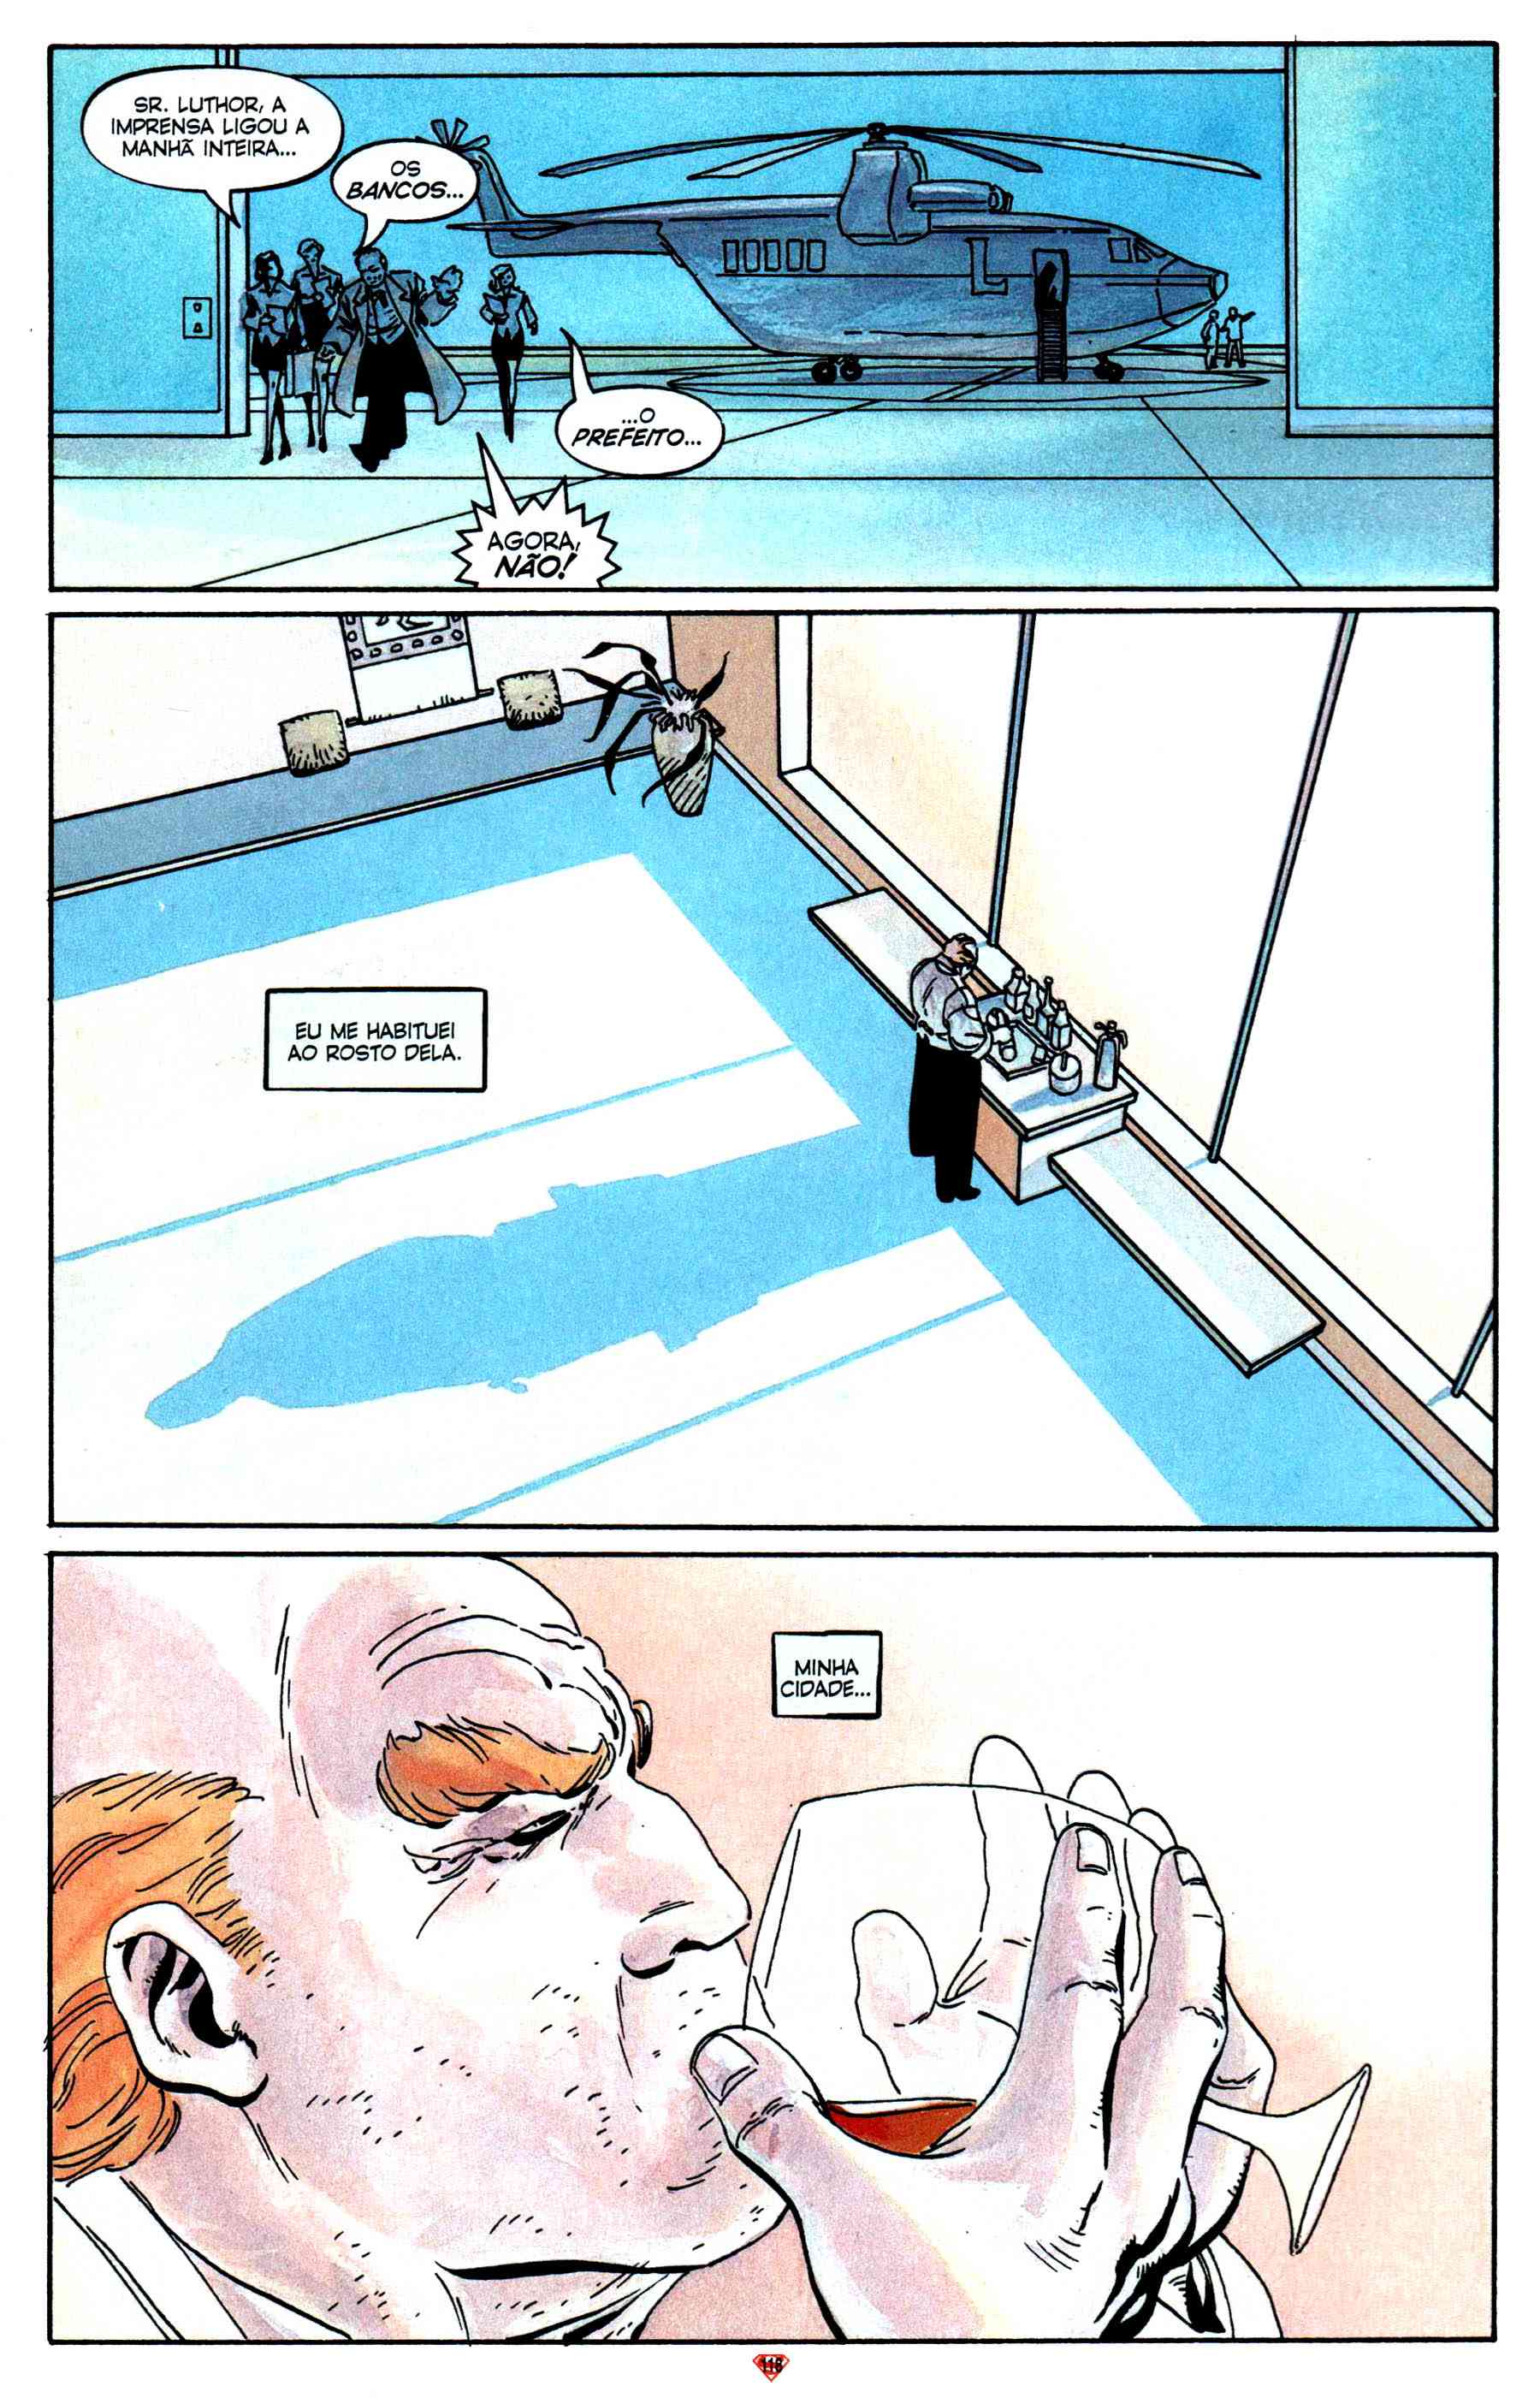 SR. LUTHOR, A
IMPRENSA LIGOU A
MANHÃ INTEIRA...
OS
BANCOS...
...O
PREFEITO...
AGORA,
NÃO!
L
EU ME HABITUEI
AO ROSTO DELA.
MINHA
CIDADE...
118